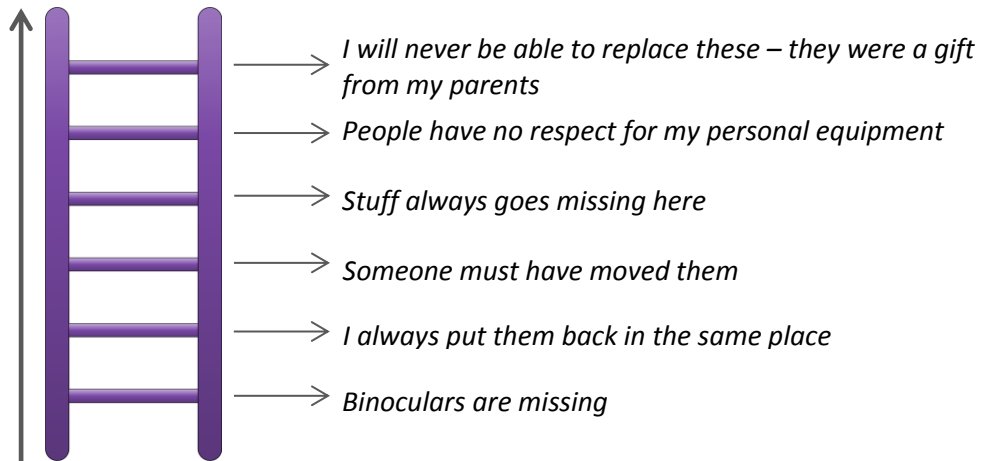 I will never be able to replace these – they were a gift
from my parents
People have no respect for my personal equipment
Stuff always goes missing here
Someone must have moved them
I always put them back in the same place
Binoculars are missing